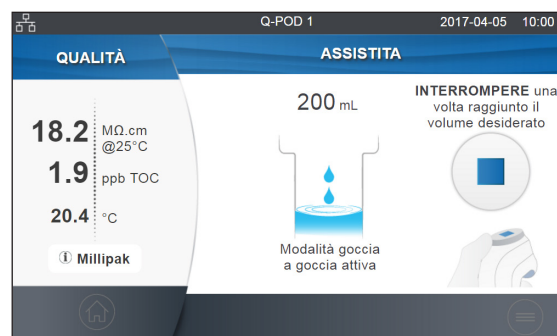 Q-POD 1
2017-04-05 10:00
QUALITÀ
ASSISTITA
18.2 MΩ.cm
@25°C
1.9 ppb TOC
20.4 °C
i Millipak
200 mL
Modalità goccia
a goccia attiva
INTERROMPERE una
volta raggiunto il
volume desiderato